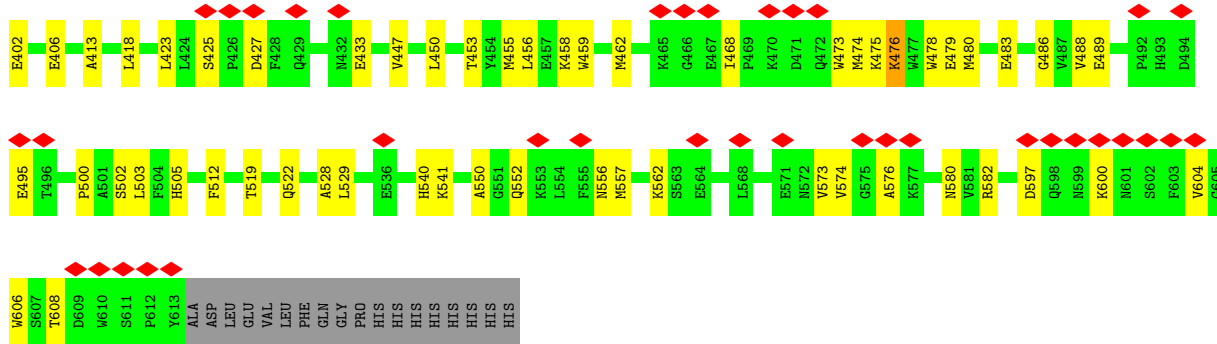 E402 E406 A413 L418 L423 L424 S425 P426 D427 F428 Q429 N432 E433 V447 L450 T453 Y454 M455 L456 E457 K458 W459 M462 K465 G466 E467 I468 P469 K470 D471 Q472 W473 M474 K475 K476 W477 W478 E479 M480 E483 G486 V487 V488 E489 P492 H493 D494
E495 T496 P500 A501 S502 L503 F504 H505 F512 T519 Q522 A528 L529 E536 H540 K541 A550 G551 Q552 K553 L554 F555 N556 M557 K562 S563 E564 L568 E571 N572 V573 V574 G575 A576 K577 N580 V581 R582 D597 Q598 N599 K600 N601 S602 F603 V604 G605
W606 S607 T608 D609 W610 S611 P612 Y613 ALA ASP LEU GLU VAL LEU PHE GLN GLY PRO HIS HIS HIS HIS HIS HIS HIS HIS